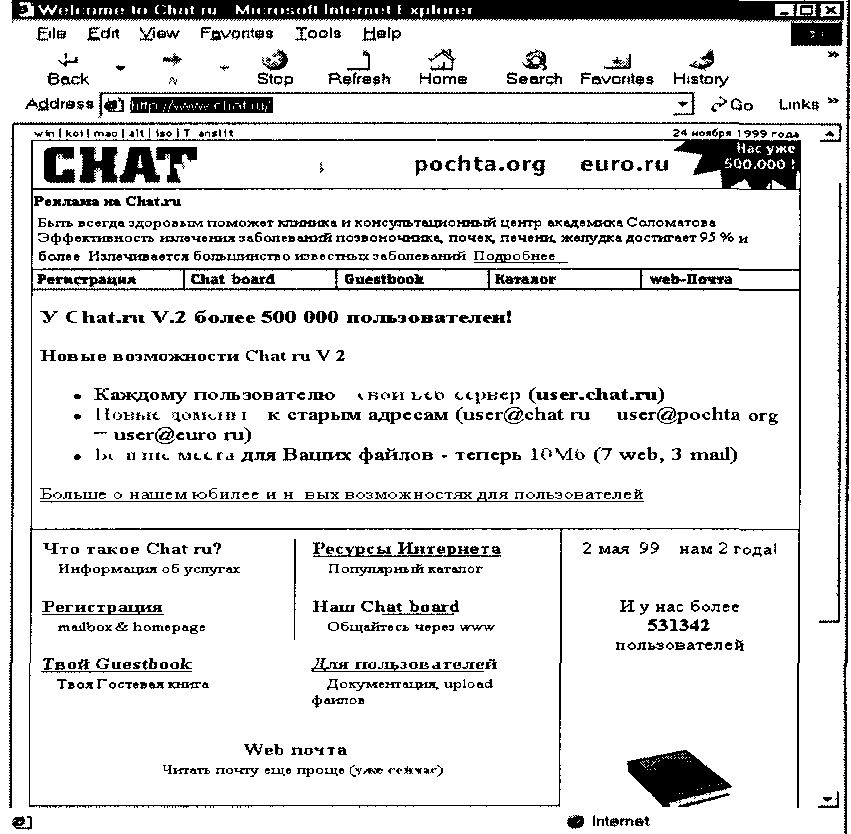 Welcome to Chat ru - Microsoft Internet Explorer
File Edit View Favorites Tools Help
Back Stop Refresh Home Search Favorites History
Address http://www.chat.ru/ Go Links »
win | koi | mac | alt | iso | Translit 24 ноября 1999 года
CHAT pochta.org euro.ru Нас уже
500.000 !
Реклама на Chat.ru
Быть всегда здоровым поможет клиника и консультационный центр академика Соломатова
Эффективность излечения заболеваний позвоночника, почек, печени, желудка достигает 95 % и
более Излечивается большинство известных заболеваний Подробнее
Регистрация Chat board Guestbook Каталог web-Почта
У Chat.ru V.2 более 500 000 пользователей!
Новые возможности Chat ru V 2
• Каждому пользователю свой веб сервер (user.chat.ru)
• Новые домены к старым адресам (user@chat ru user@pochta org
= user@euro ru)
• места для Ваших файлов - теперь 10Мб (7 web, 3 mail)
Больше о нашем юбилее и н вых возможностях для пользователей
Что такое Chat ru?
Информация об услугах
Ресурсы Интернета
Популярный каталог
2 мая 99 нам 2 года!
Регистрация
mailbox & homepage
Наш Chat board
Общайтесь через www
И у нас более
531342
пользователей
Твой Guestbook
Твоя Гостевая книга
Для пользователей
Документация, upload
файлов
Web почта
Читать почту еще проще (уже сейчас)
Internet